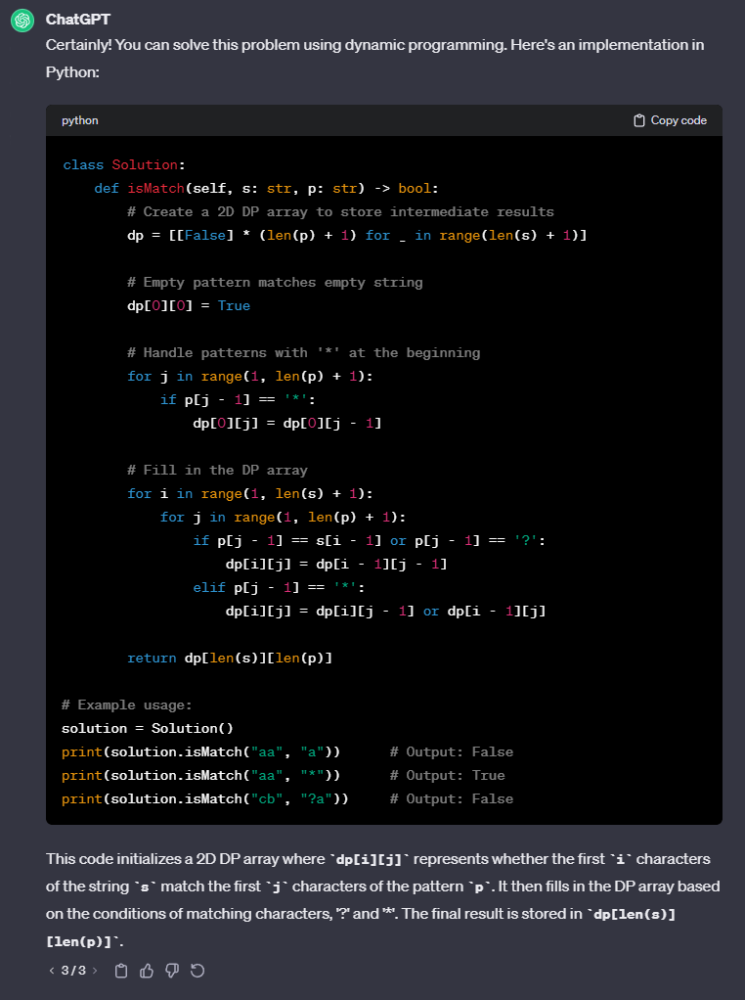 ChatGPT
Certainly! You can solve this problem using dynamic programming. Here's an implementation in
Python:
python
Copy code
class Solution:
    def isMatch(self, s: str, p: str) -> bool:
        # Create a 2D DP array to store intermediate results
        dp = [[False] * (len(p) + 1) for _ in range(len(s) + 1)]

        # Empty pattern matches empty string
        dp[0][0] = True

        # Handle patterns with '*' at the beginning
        for j in range(1, len(p) + 1):
            if p[j - 1] == '*':
                dp[0][j] = dp[0][j - 1]

        # Fill in the DP array
        for i in range(1, len(s) + 1):
            for j in range(1, len(p) + 1):
                if p[j - 1] == s[i - 1] or p[j - 1] == '?':
                    dp[i][j] = dp[i - 1][j - 1]
                elif p[j - 1] == '*':
                    dp[i][j] = dp[i][j - 1] or dp[i - 1][j]

        return dp[len(s)][len(p)]

# Example usage:
solution = Solution()
print(solution.isMatch("aa", "a"))      # Output: False
print(solution.isMatch("aa", "*"))      # Output: True
print(solution.isMatch("cb", "?a"))     # Output: False
This code initializes a 2D DP array where `dp[i][j]` represents whether the first `i` characters
of the string `s` match the first `j` characters of the pattern `p`. It then fills in the DP array based
on the conditions of matching characters, '?' and '*'. The final result is stored in `dp[len(s)]
[len(p)]`.
< 3 / 3 >